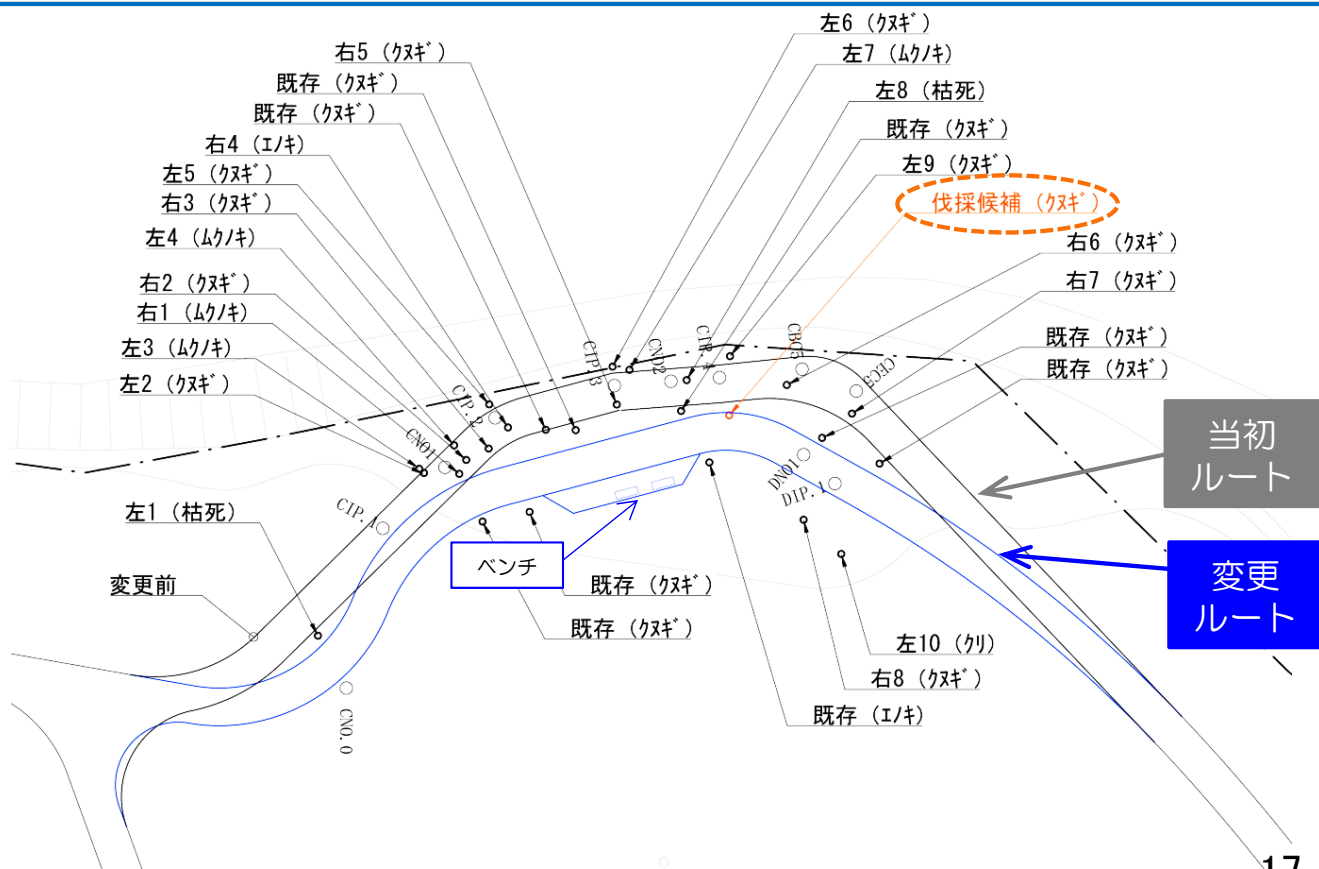 左6 (クヌギ)
右5 (クヌギ)
左7 (ムクノキ)
既存 (クヌギ)
左8 (枯死)
既存 (クヌギ)
既存 (クヌギ)
右4 (エノキ)
左9 (クヌギ)
左5 (クヌギ)
右3 (クヌギ)
伐採候補 (クヌギ)
左4 (ムクノキ)
右6 (クヌギ)
右2 (クヌギ)
右7 (クヌギ)
右1 (ムクノキ)
既存 (クヌギ)
左3 (ムクノキ)
既存 (クヌギ)
左2 (クヌギ)
CIP.3
CNO2
CIP.4
CBC5
CEC5
CIP.2
CNO1
CIP.1
当初
ルート
DNO1
DIP.1
左1 (枯死)
ベンチ
変更前
既存 (クヌギ)
変更
ルート
既存 (クヌギ)
左10 (クリ)
右8 (クヌギ)
既存 (エノキ)
CNO.0
17